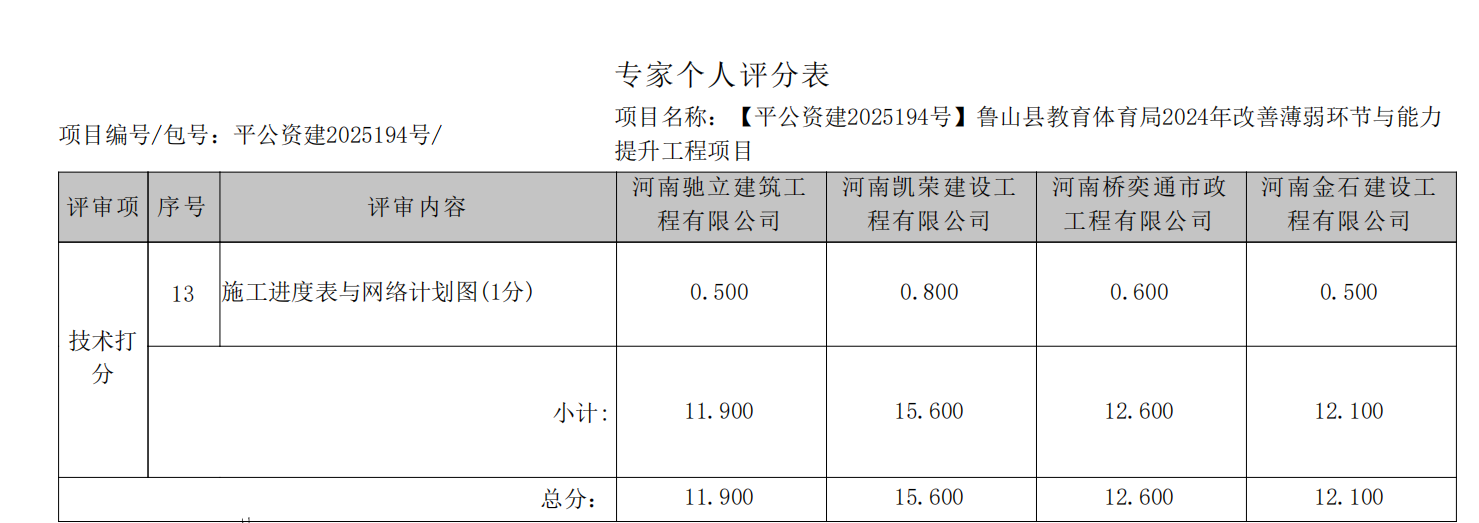 专家个人评分表
项目编号/包号：平公资建2025194号/
项目名称：【平公资建2025194号】鲁山县教育体育局2024年改善薄弱环节与能力
提升工程项目
评审项 序号 评审内容 河南驰立建筑工程有限公司 河南凯荣建设工程有限公司 河南桥奕通市政工程有限公司 河南金石建设工程有限公司
技术打分 13 施工进度表与网络计划图(1分) 0.500 0.800 0.600 0.500
小计: 11.900 15.600 12.600 12.100
总分： 11.900 15.600 12.600 12.100